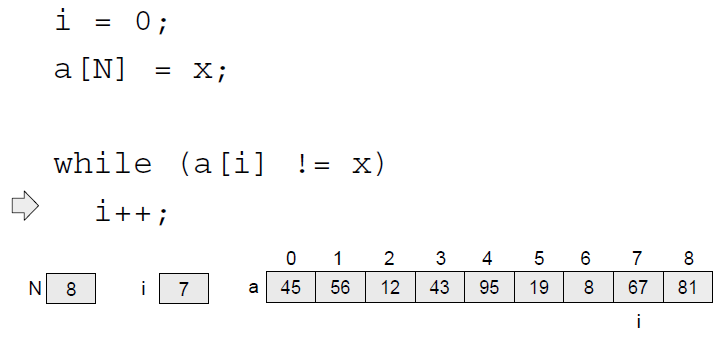 i = 0;
a[N] = x;
while (a[i] != x)
i++;
0 1 2 3 4 5 6 7 8
N 8 i 7 a 45 56 12 43 95 19 8 67 81
i